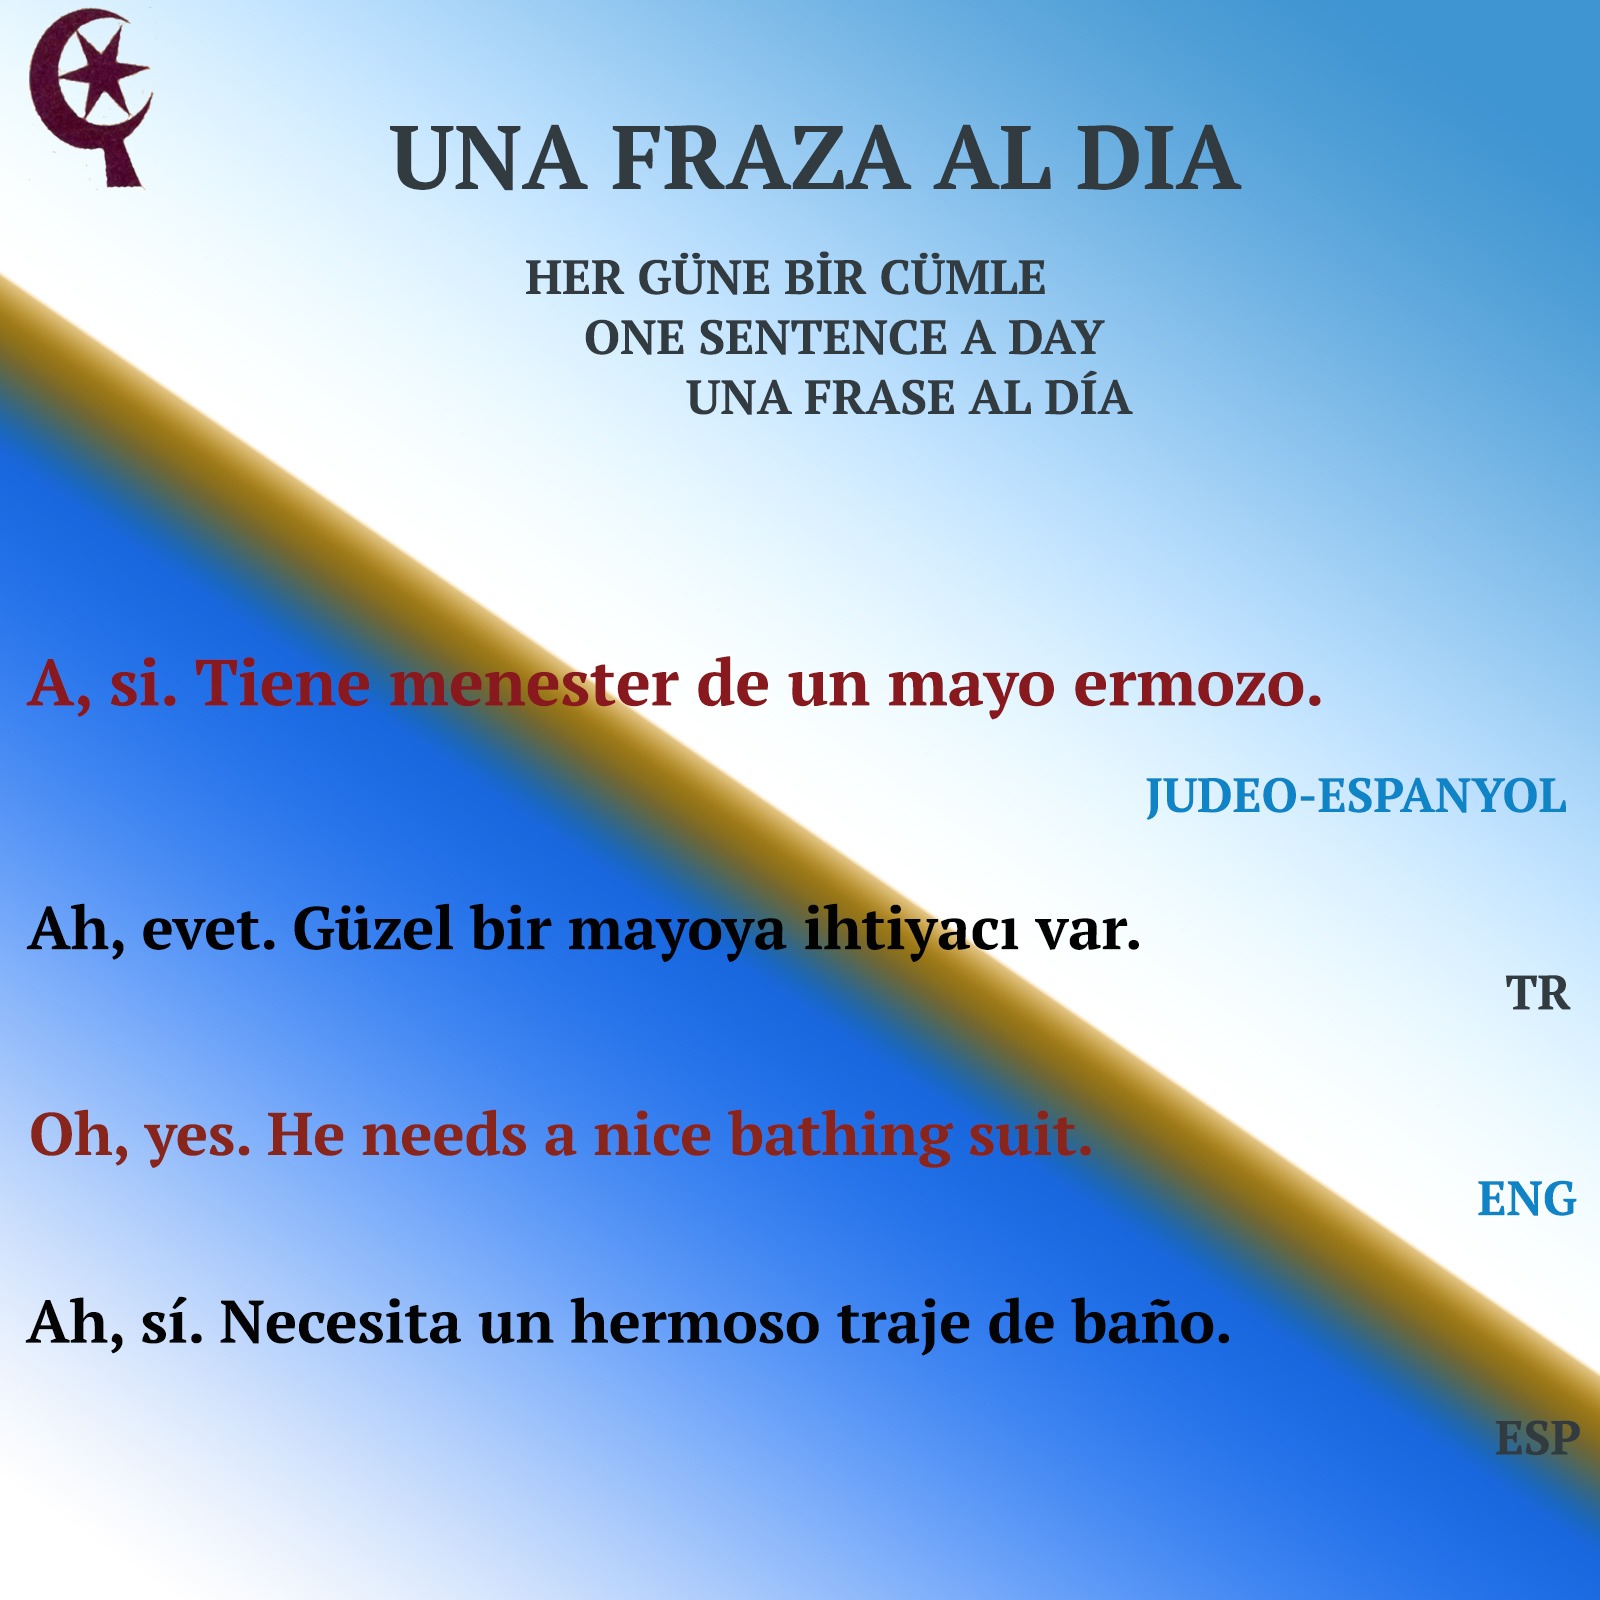 UNA FRAZA AL DIA
HER GÜNE BİR CÜMLE
ONE SENTENCE A DAY
UNA FRASE AL DÍA
A, si. Tiene menester de un mayo ermozo.
JUDEO-ESPANYOL
Ah, evet. Güzel bir mayoya ihtiyacı var.
TR
Oh, yes. He needs a nice bathing suit.
ENG
Ah, sí. Necesita un hermoso traje de baño.
ESP